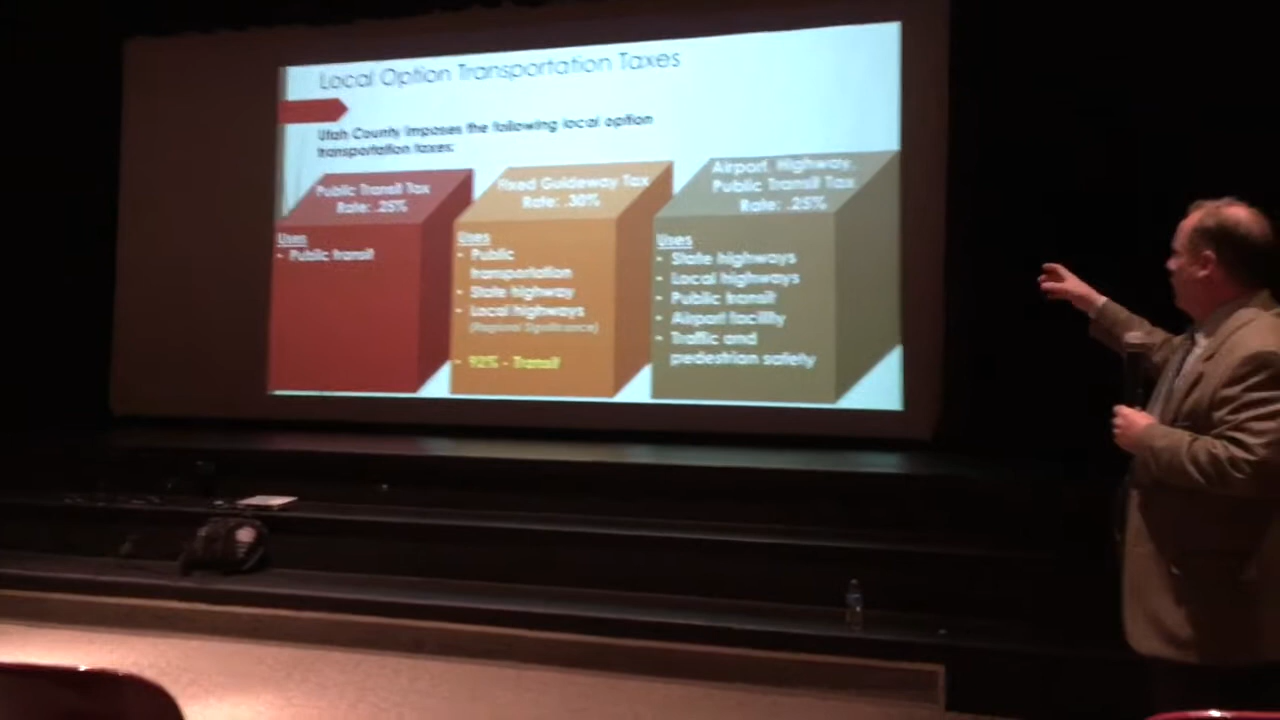 Local Option Transportation Taxes
Utah County imposes the following local option
transportation taxes:
Public Transit Tax
Rate: .25%
Uses
- Public transit
Fixed Guideway Tax
Rate: .30%
Uses
- Public
transportation
- State highway
- Local highways
(Regional Significance)
- 92% - Transit
Airport, Highway,
Public Transit Tax
Rate: .25%
Uses
- State highways
- Local highways
- Public transit
- Airport facility
- Traffic and
pedestrian safety